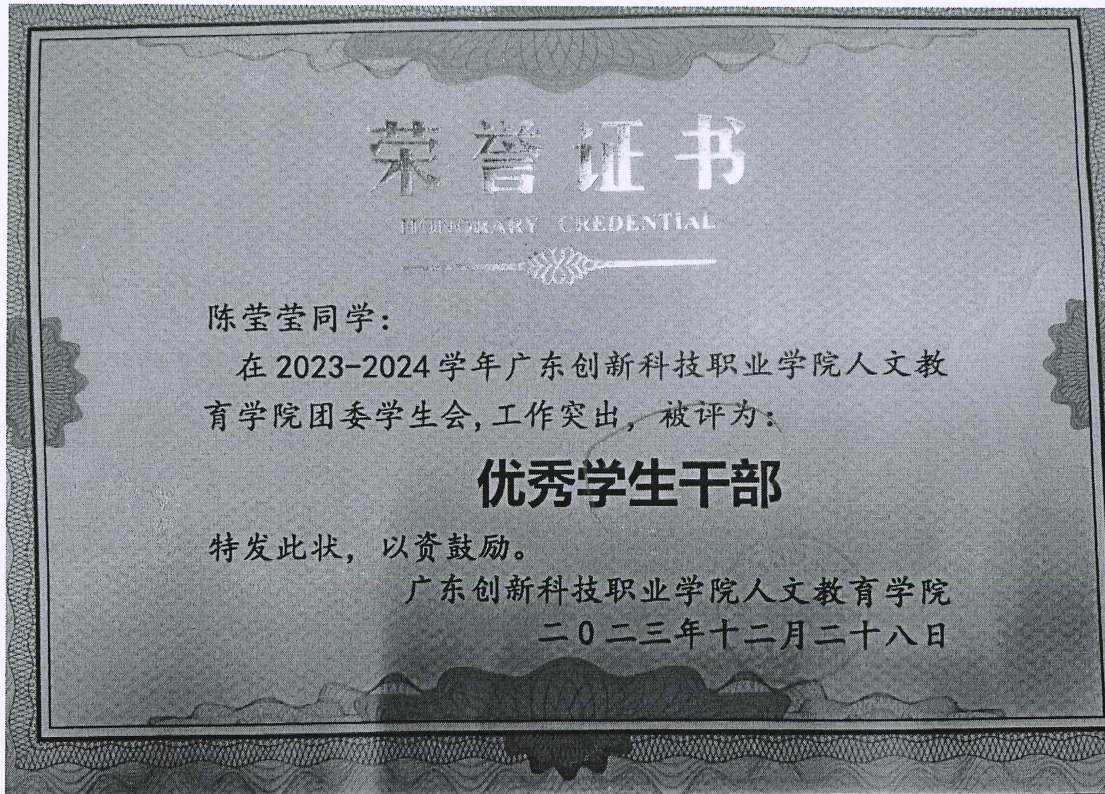 荣誉证书
HONORARY CREDENTIAL
陈莹莹同学：
在2023-2024学年广东创新科技职业学院人文教
育学院团委学生会,工作突出，被评为：
优秀学生干部
特发此状，以资鼓励。
广东创新科技职业学院人文教育学院
二0二三年十二月二十八日